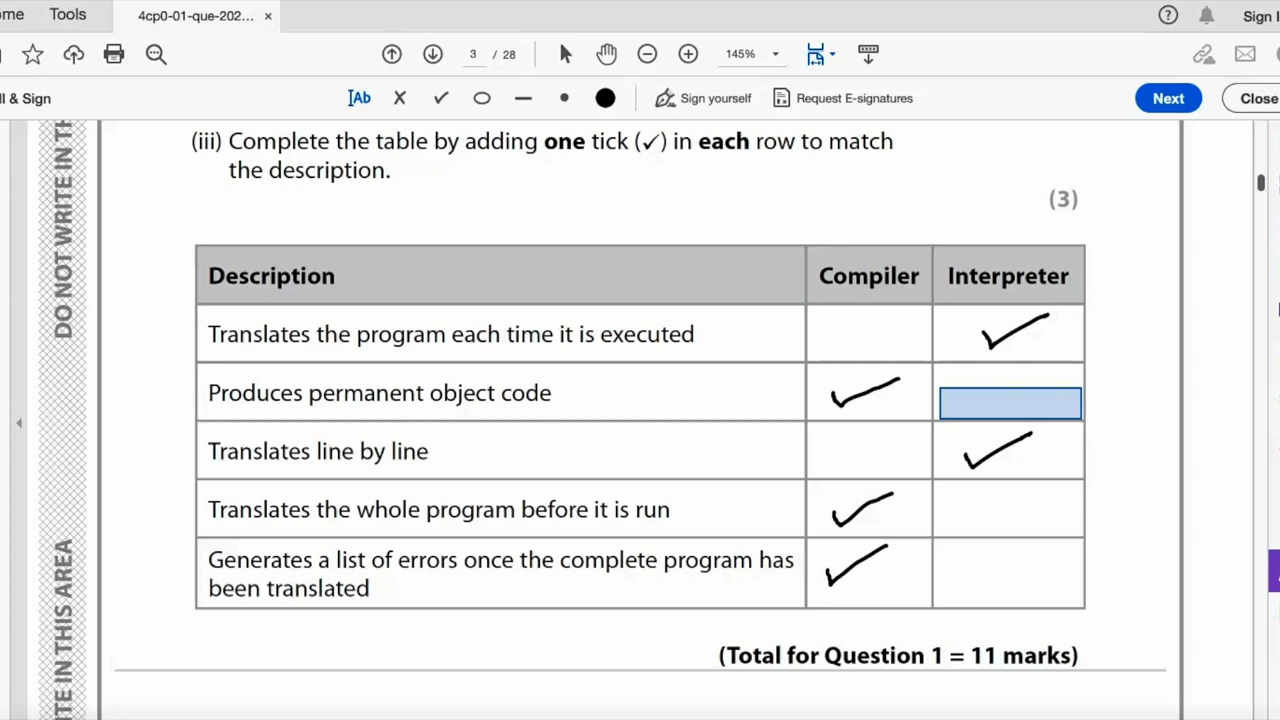 ome Tools 4cp0-01-que-202... × Sign I
3 / 28 145%
ll & Sign Ab Sign yourself Request E-signatures Next Close
DO NOT WRITE IN TH
(iii) Complete the table by adding one tick (✓) in each row to match
the description.
(3)
Description Compiler Interpreter
Translates the program each time it is executed ✓
Produces permanent object code ✓
Translates line by line ✓
Translates the whole program before it is run ✓
Generates a list of errors once the complete program has
been translated ✓
(Total for Question 1 = 11 marks)
TE IN THIS AREA